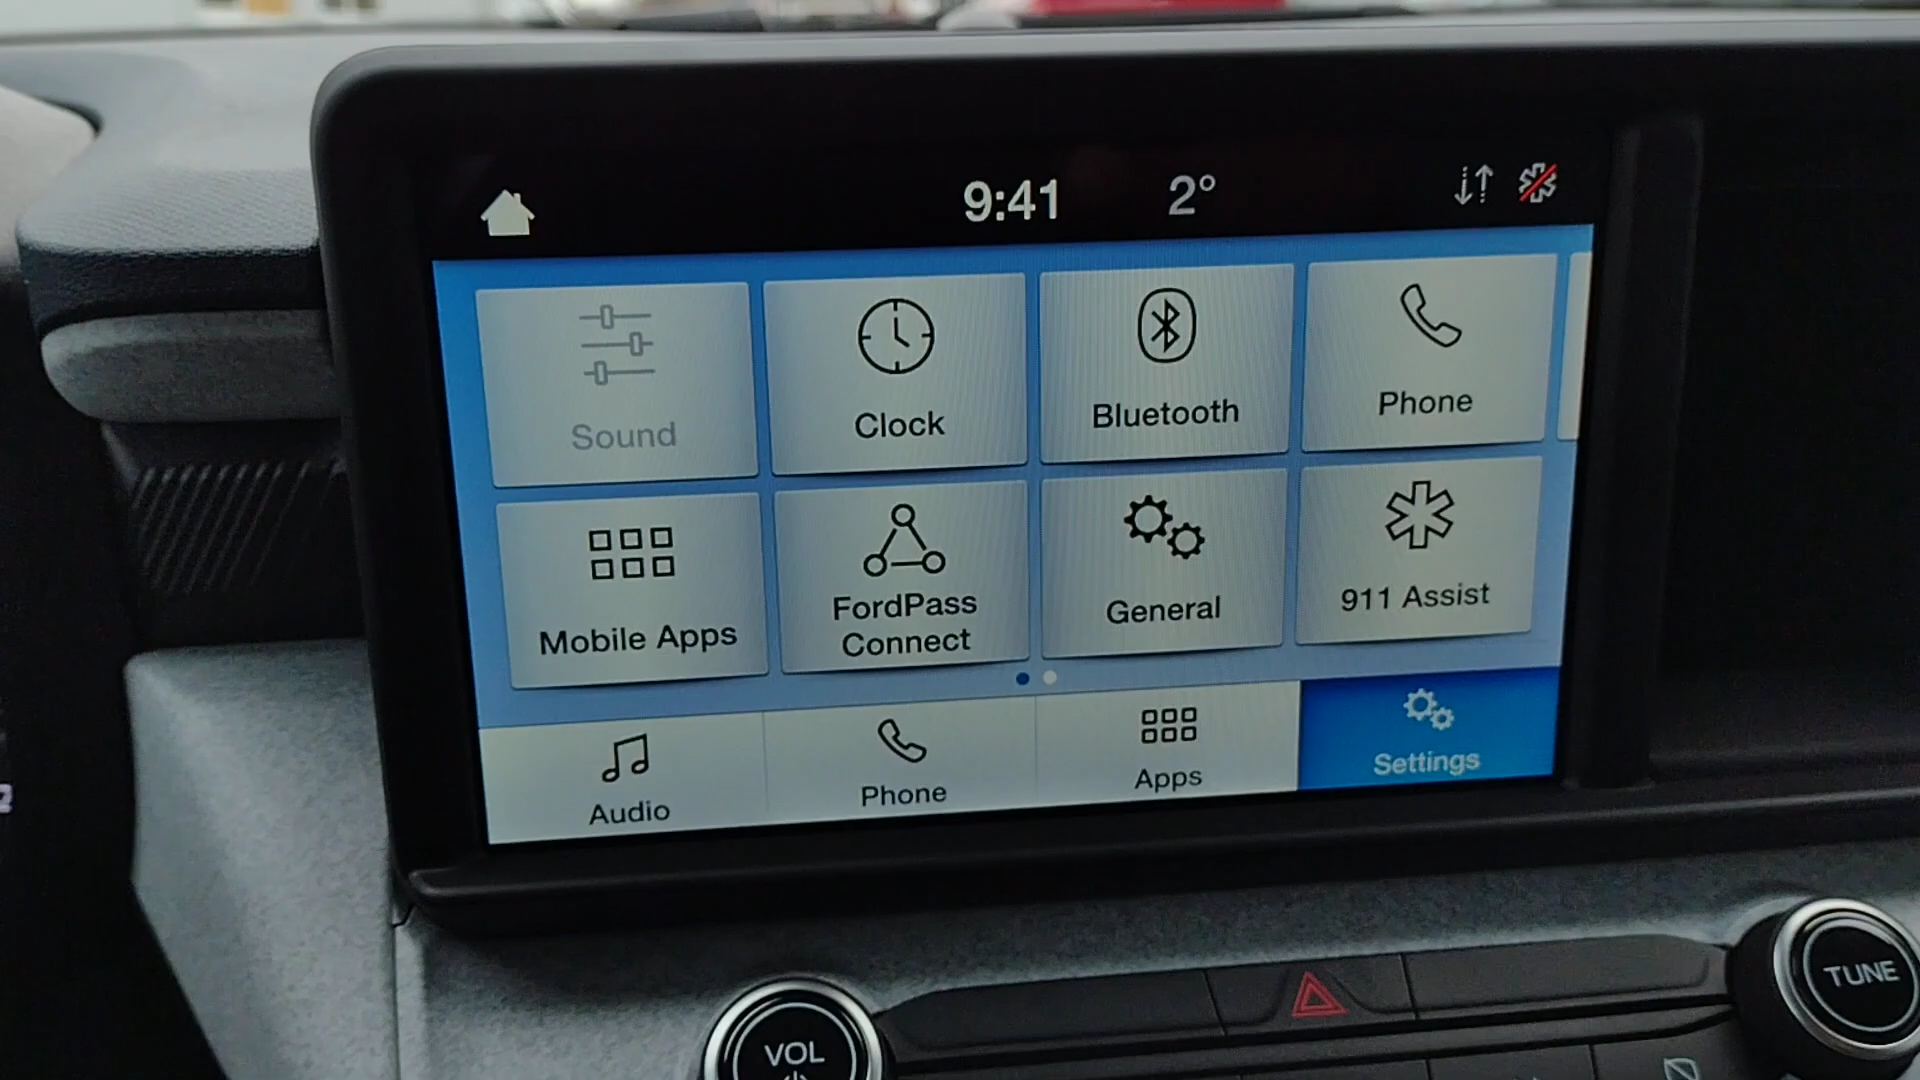 9:41 2°
Sound
Clock
Bluetooth
Phone
Mobile Apps
FordPass
Connect
General
911 Assist
Audio
Phone
Apps
Settings
VOL
TUNE